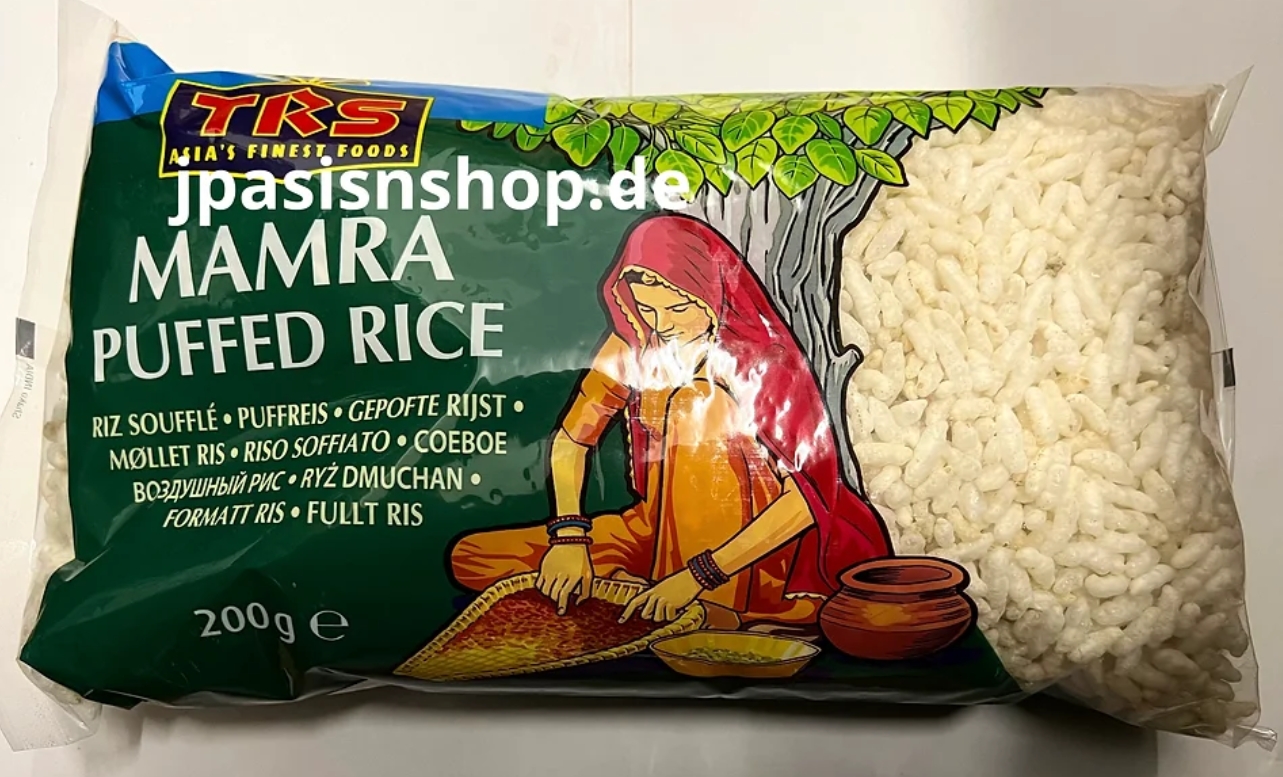 TRS
ASIA'S FINEST FOODS
jpasisnshop.de
MAMRA
PUFFED RICE
RIZ SOUFFLÉ • PUFFREIS • GEPOFTE RIJST •
MØLLET RIS • RISO SOFFIATO • COEBOE
ВОЗДУШНЫЙ РИС • RYŻ DMUCHAN •
FORMATT RIS • FULLT RIS
200g ℮